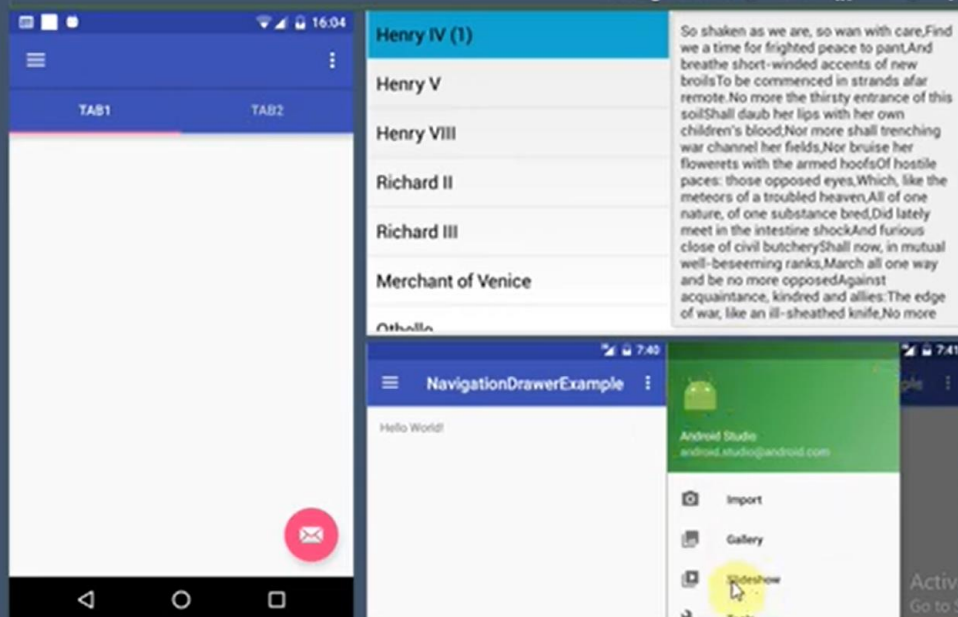 16:04
TAB1
TAB2
Henry IV (1)
Henry V
Henry VIII
Richard II
Richard III
Merchant of Venice
Othello
So shaken as we are, so wan with care,Find
we a time for frighted peace to pant,And
breathe short-winded accents of new
broilsTo be commenced in strands afar
remote.No more the thirsty entrance of this
soilShall daub her lips with her own
children's blood;Nor more shall trenching
war channel her fields,Nor bruise her
flowerets with the armed hoofsOf hostile
paces: those opposed eyes,Which, like the
meteors of a troubled heaven,All of one
nature, of one substance bred,Did lately
meet in the intestine shockAnd furious
close of civil butcheryShall now, in mutual
well-beseeming ranks,March all one way
and be no more opposedAgainst
acquaintance, kindred and allies:The edge
of war, like an ill-sheathed knife,No more
7:40
NavigationDrawerExample
Hello World!
Android Studio
android.studio@android.com
Import
Gallery
Slideshow
7:41
ple
Activ
Go to S